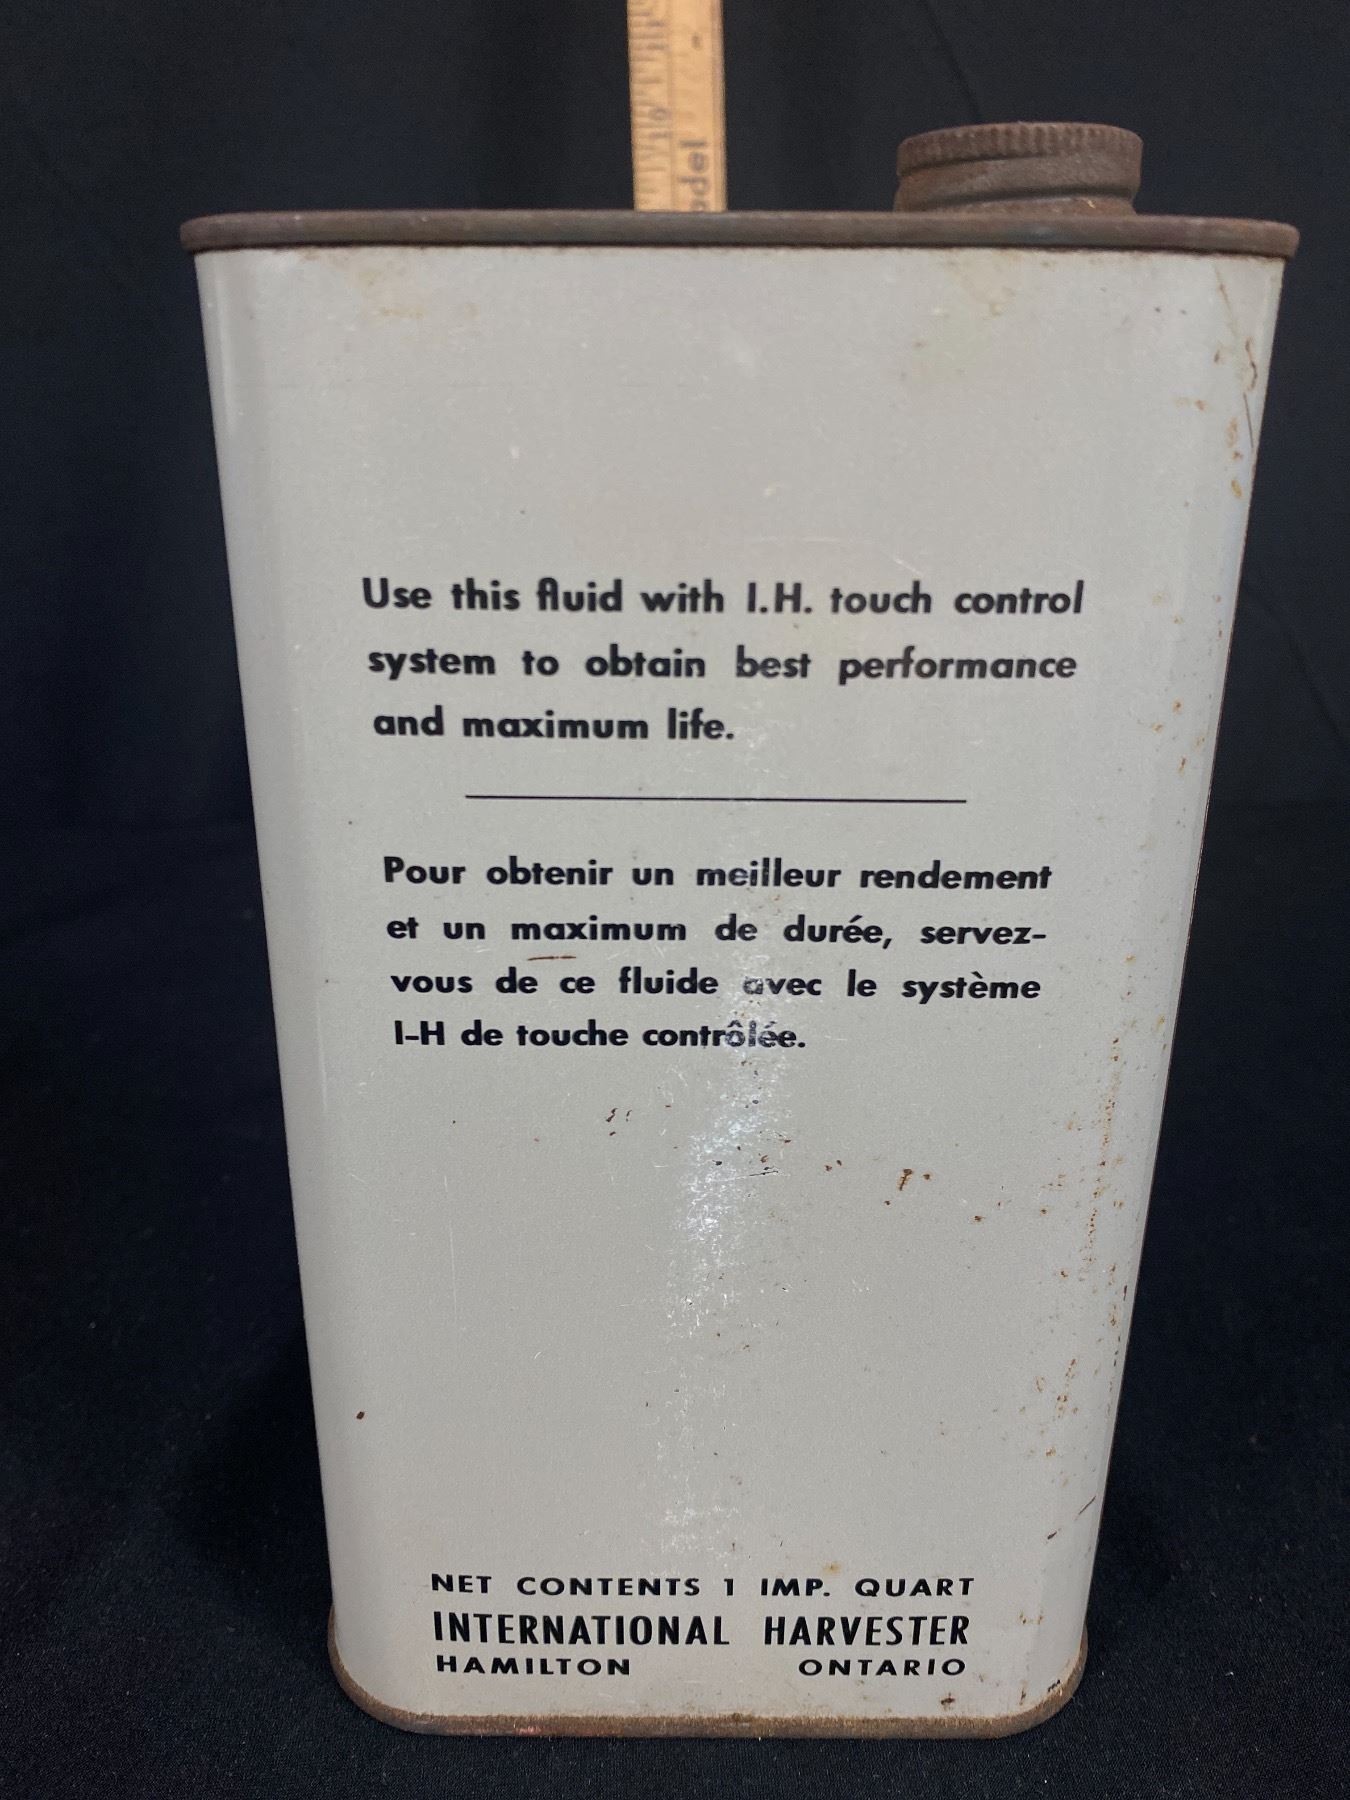 odel
Use this fluid with I.H. touch control
system to obtain best performance
and maximum life.
Pour obtenir un meilleur rendement
et un maximum de durée, servez-
vous de ce fluide avec le système
I-H de touche contrôlée.
NET CONTENTS 1 IMP. QUART
INTERNATIONAL HARVESTER
HAMILTON ONTARIO